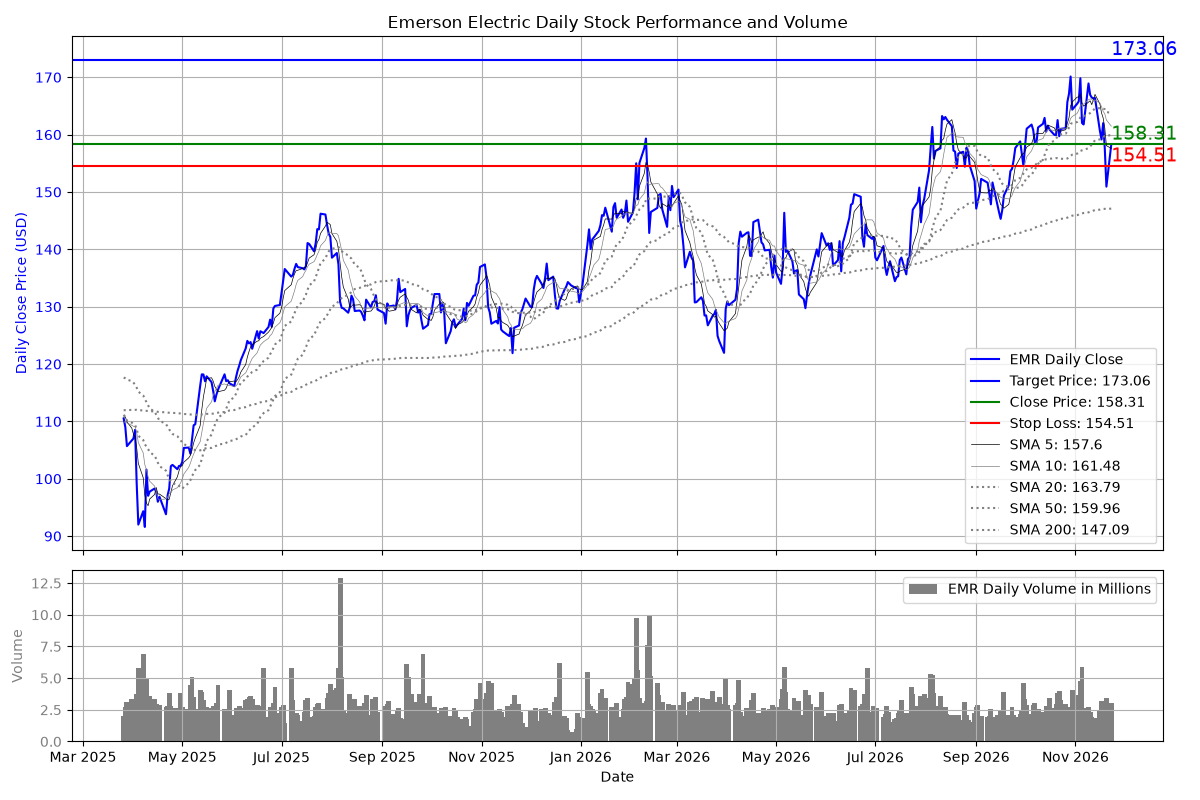 Emerson Electric Daily Stock Performance and Volume
Daily Close Price (USD)
170
160
150
140
130
120
110
100
90
173.06
158.31
154.51
EMR Daily Close
Target Price: 173.06
Close Price: 158.31
Stop Loss: 154.51
SMA 5: 157.6
SMA 10: 161.48
SMA 20: 163.79
SMA 50: 159.96
SMA 200: 147.09
Volume
12.5
10.0
7.5
5.0
2.5
0.0
EMR Daily Volume in Millions
Mar 2025 May 2025 Jul 2025 Sep 2025 Nov 2025 Jan 2026 Mar 2026 May 2026 Jul 2026 Sep 2026 Nov 2026
Date